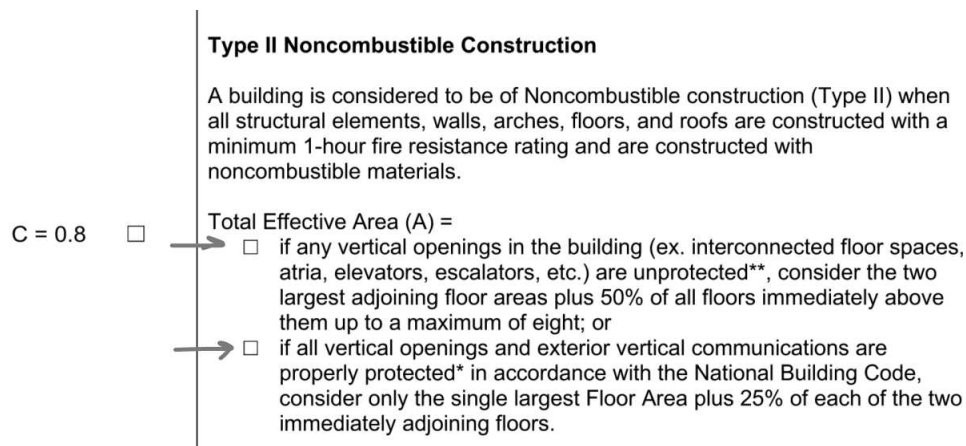 Type II Noncombustible Construction
A building is considered to be of Noncombustible construction (Type II) when
all structural elements, walls, arches, floors, and roofs are constructed with a
minimum 1-hour fire resistance rating and are constructed with
noncombustible materials.
C = 0.8 ☐
Total Effective Area (A) =
☐ if any vertical openings in the building (ex. interconnected floor spaces,
atria, elevators, escalators, etc.) are unprotected**, consider the two
largest adjoining floor areas plus 50% of all floors immediately above
them up to a maximum of eight; or
☐ if all vertical openings and exterior vertical communications are
properly protected* in accordance with the National Building Code,
consider only the single largest Floor Area plus 25% of each of the two
immediately adjoining floors.